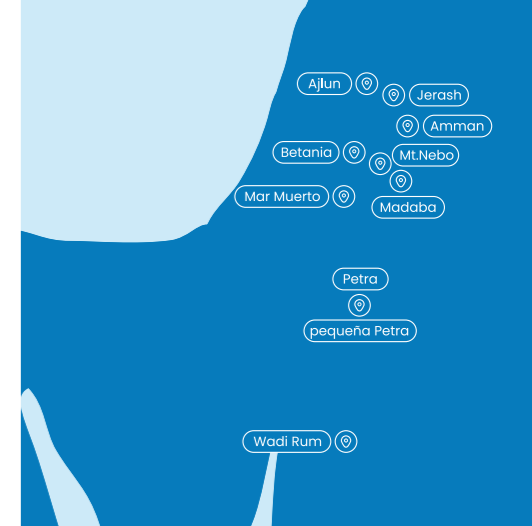 Ajlun
Jerash
Amman
Betania
Mt.Nebo
Mar Muerto
Madaba
Petra
pequeña Petra
Wadi Rum